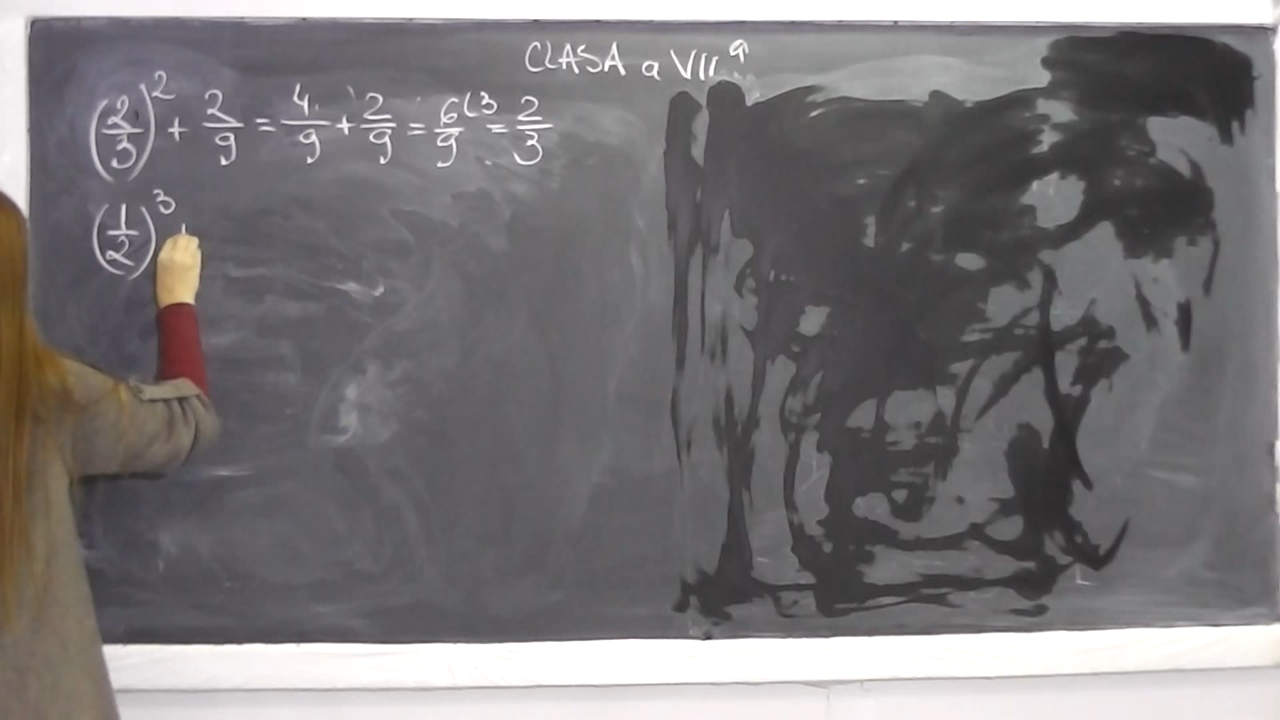 CLASA a VII ª
(2/3)² + 2/9 = 4/9 + 2/9 = 6/9 (3 = 2/3
(1/2)³